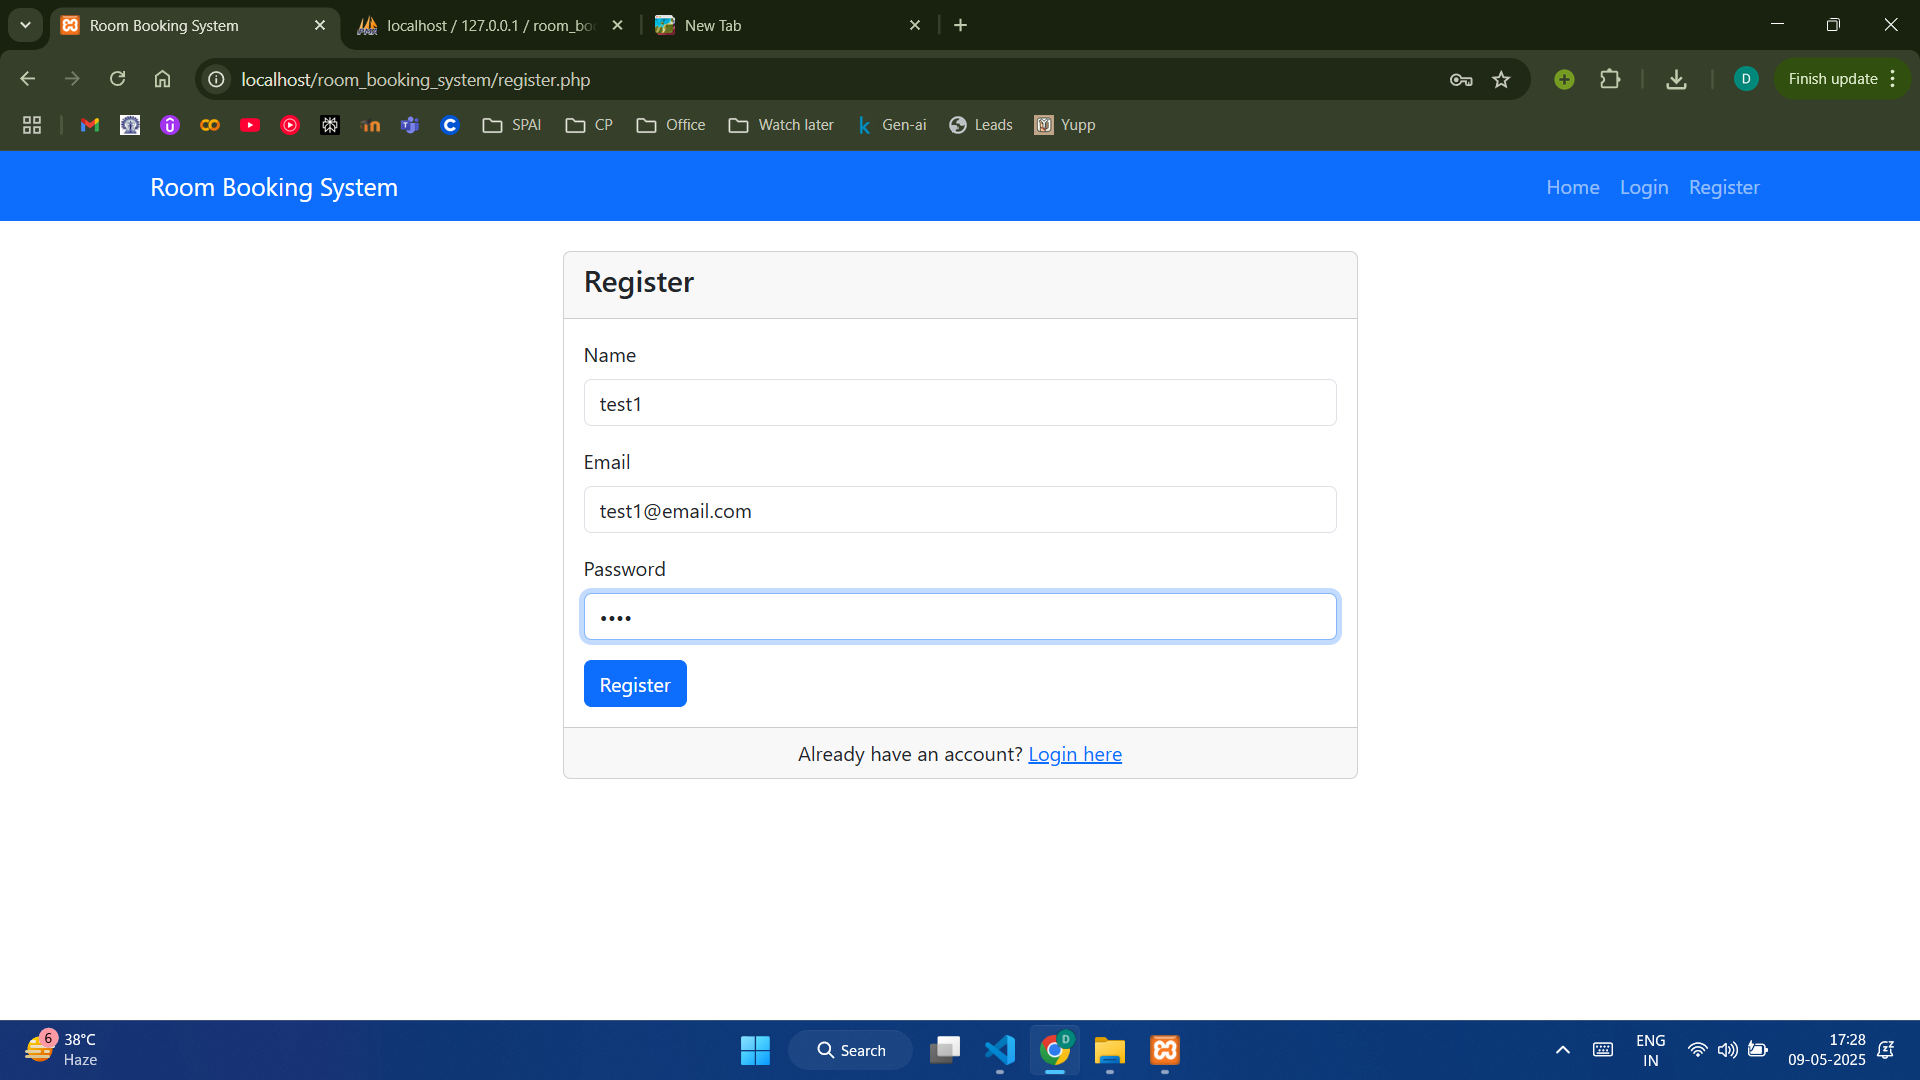 Room Booking System
localhost / 127.0.0.1 / room_bo
New Tab
localhost/room_booking_system/register.php
D
Finish update
SPAI
CP
Office
Watch later
Gen-ai
Leads
Yupp
Room Booking System
Home
Login
Register
Register
Name
test1
Email
test1@email.com
Password
••••
Register
Already have an account? Login here
6
38°C
Haze
Search
D
ENG
IN
17:28
09-05-2025